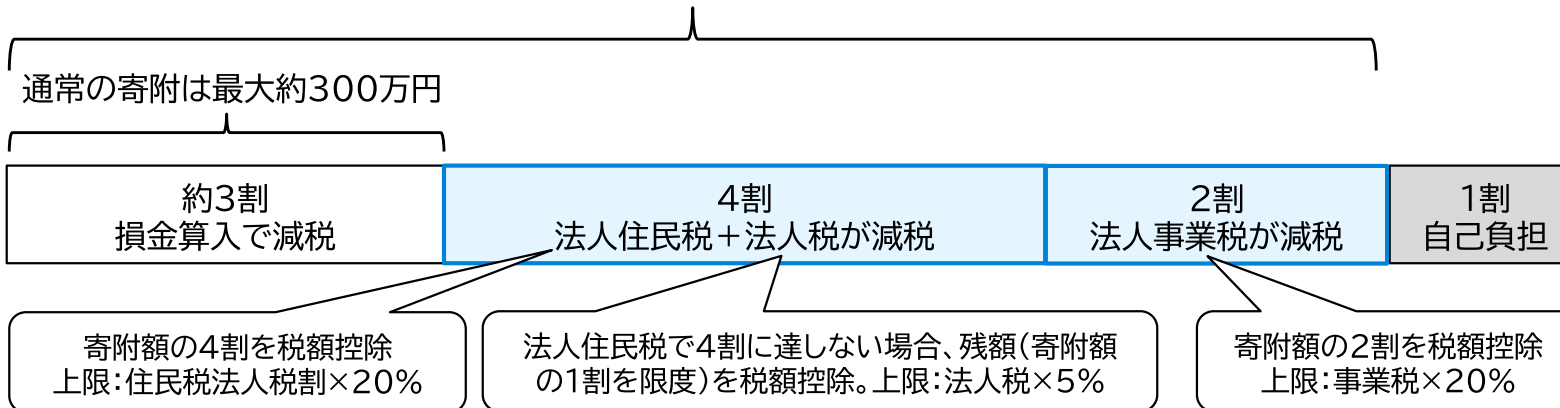 通常の寄附は最大約300万円
約3割
損金算入で減税
4割
法人住民税＋法人税が減税
2割
法人事業税が減税
1割
自己負担
寄附額の4割を税額控除
上限：住民税法人税割×20%
法人住民税で4割に達しない場合、残額（寄附額
の1割を限度）を税額控除。上限：法人税×5%
寄附額の2割を税額控除
上限：事業税×20%